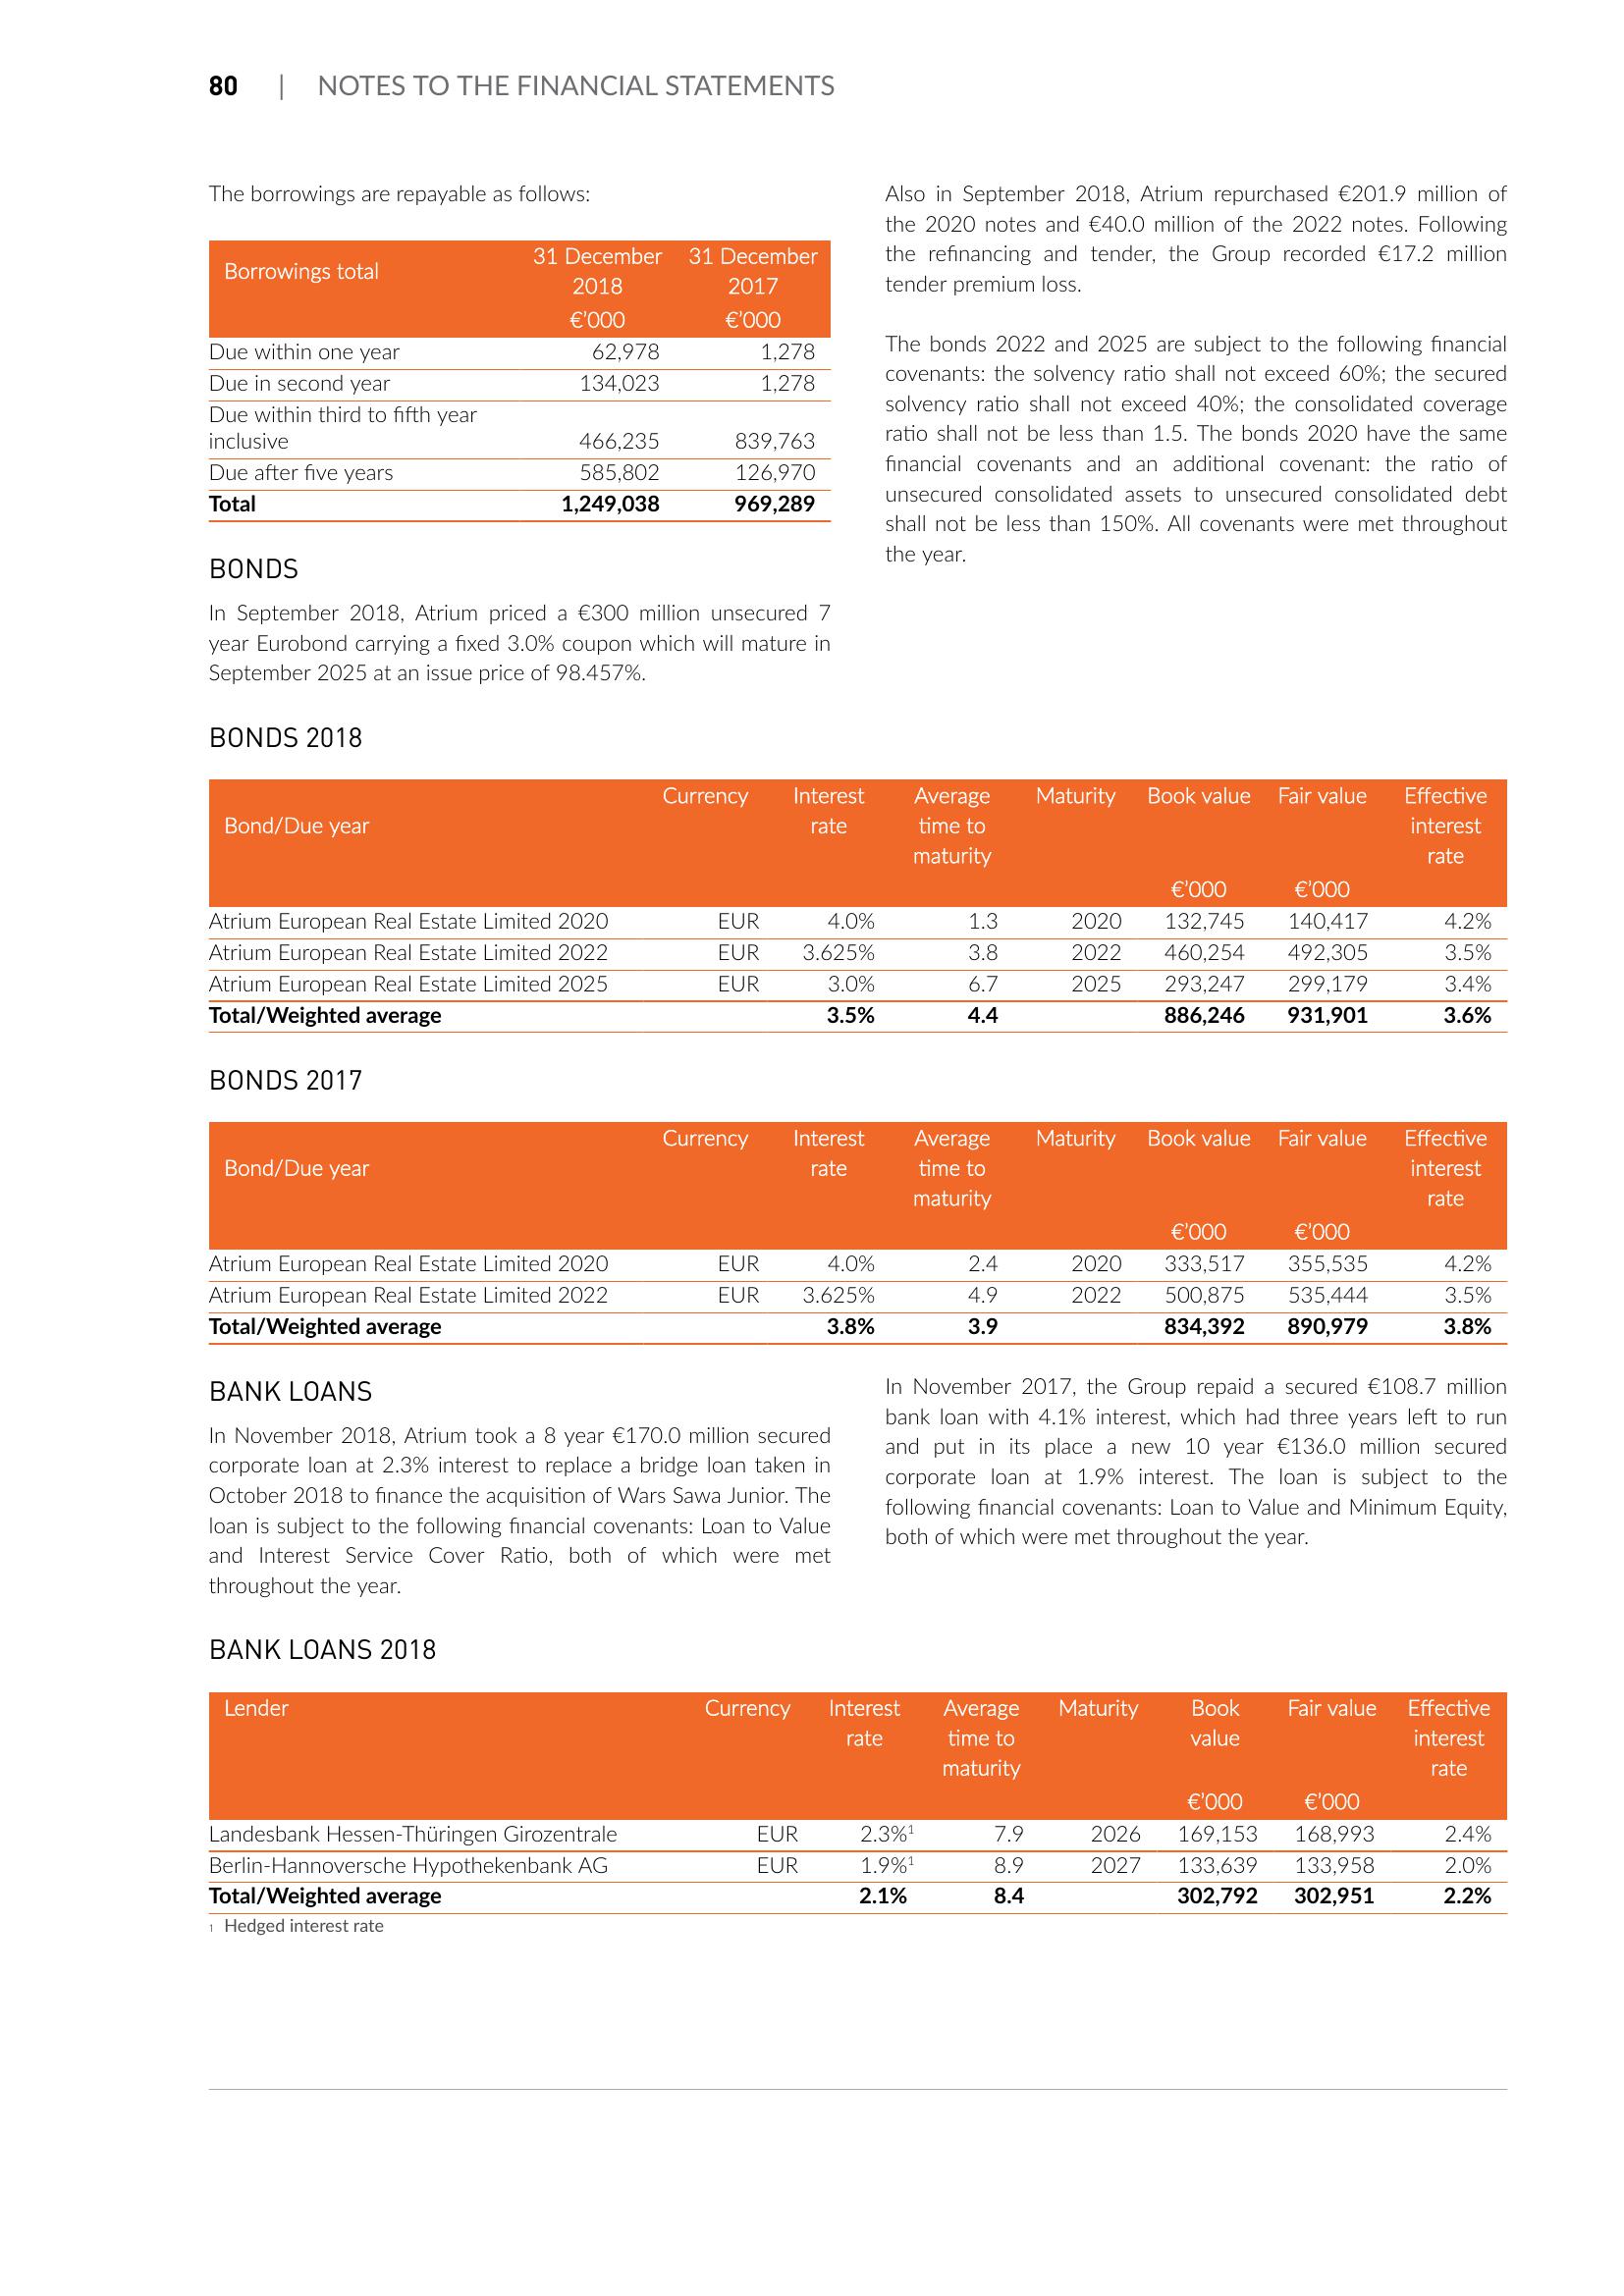 80 | NOTES TO THE FINANCIAL STATEMENTS
The borrowings are repayable as follows:
Borrowings total 31 December 31 December
2018 2017
€'000 €'000
Due within one year 62,978 1,278
Due in second year 134,023 1,278
Due within third to fifth year
inclusive 466,235 839,763
Due after five years 585,802 126,970
Total 1,249,038 969,289
BONDS
In September 2018, Atrium priced a €300 million unsecured 7
year Eurobond carrying a fixed 3.0% coupon which will mature in
September 2025 at an issue price of 98.457%.
Also in September 2018, Atrium repurchased €201.9 million of
the 2020 notes and €40.0 million of the 2022 notes. Following
the refinancing and tender, the Group recorded €17.2 million
tender premium loss.
The bonds 2022 and 2025 are subject to the following financial
covenants: the solvency ratio shall not exceed 60%; the secured
solvency ratio shall not exceed 40%; the consolidated coverage
ratio shall not be less than 1.5. The bonds 2020 have the same
financial covenants and an additional covenant: the ratio of
unsecured consolidated assets to unsecured consolidated debt
shall not be less than 150%. All covenants were met throughout
the year.
BONDS 2018
Currency Interest Average Maturity Book value Fair value Effective
Bond/Due year rate time to interest
maturity rate
€'000 €'000
Atrium European Real Estate Limited 2020 EUR 4.0% 1.3 2020 132,745 140,417 4.2%
Atrium European Real Estate Limited 2022 EUR 3.625% 3.8 2022 460,254 492,305 3.5%
Atrium European Real Estate Limited 2025 EUR 3.0% 6.7 2025 293,247 299,179 3.4%
Total/Weighted average 3.5% 4.4 886,246 931,901 3.6%
BONDS 2017
Currency Interest Average Maturity Book value Fair value Effective
Bond/Due year rate time to interest
maturity rate
€'000 €'000
Atrium European Real Estate Limited 2020 EUR 4.0% 2.4 2020 333,517 355,535 4.2%
Atrium European Real Estate Limited 2022 EUR 3.625% 4.9 2022 500,875 535,444 3.5%
Total/Weighted average 3.8% 3.9 834,392 890,979 3.8%
BANK LOANS
In November 2018, Atrium took a 8 year €170.0 million secured
corporate loan at 2.3% interest to replace a bridge loan taken in
October 2018 to finance the acquisition of Wars Sawa Junior. The
loan is subject to the following financial covenants: Loan to Value
and Interest Service Cover Ratio, both of which were met
throughout the year.
In November 2017, the Group repaid a secured €108.7 million
bank loan with 4.1% interest, which had three years left to run
and put in its place a new 10 year €136.0 million secured
corporate loan at 1.9% interest. The loan is subject to the
following financial covenants: Loan to Value and Minimum Equity,
both of which were met throughout the year.
BANK LOANS 2018
Lender Currency Interest Average Maturity Book Fair value Effective
rate time to value interest
maturity rate
€'000 €'000
Landesbank Hessen-Thüringen Girozentrale EUR 2.3%¹ 7.9 2026 169,153 168,993 2.4%
Berlin-Hannoversche Hypothekenbank AG EUR 1.9%¹ 8.9 2027 133,639 133,958 2.0%
Total/Weighted average 2.1% 8.4 302,792 302,951 2.2%
¹ Hedged interest rate